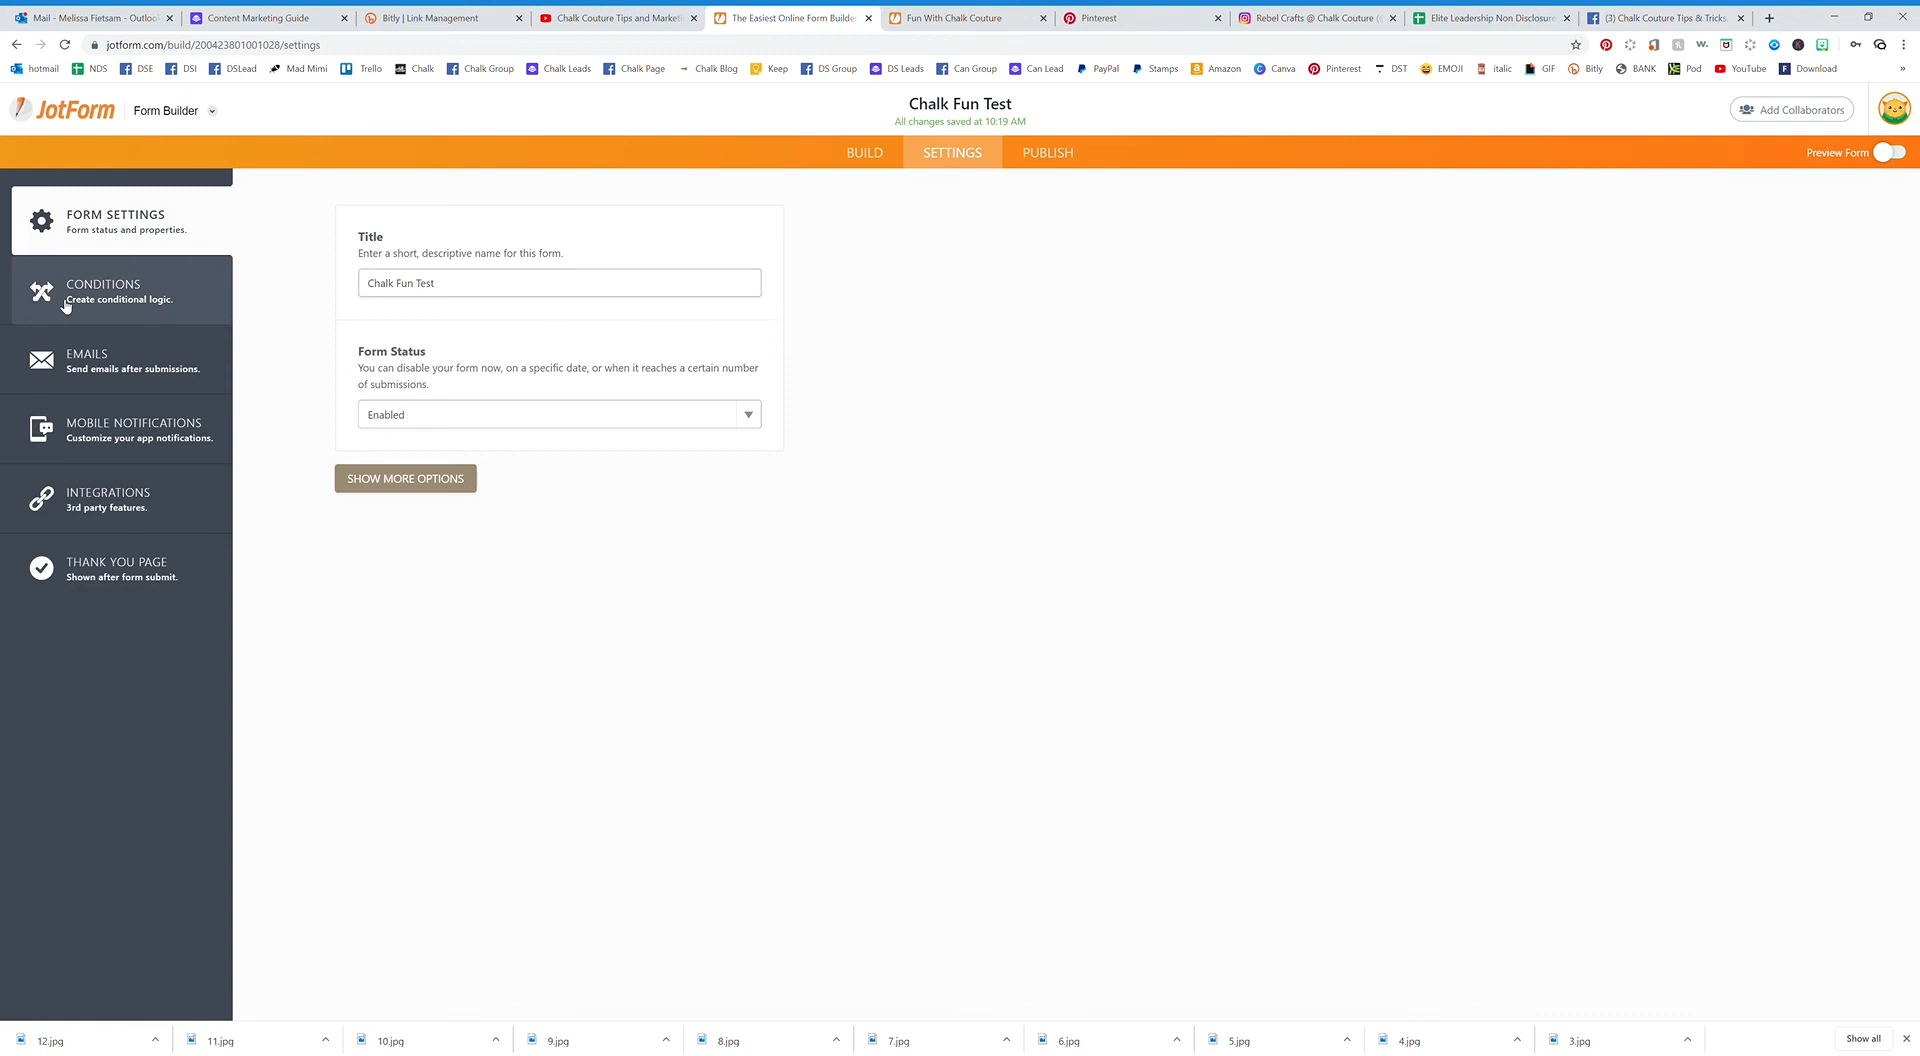 Mail - Melissa Fietsam - Outlook
Content Marketing Guide
Bitly | Link Management
Chalk Couture Tips and Marketi
The Easiest Online Form Builder
Fun With Chalk Couture
Pinterest
Rebel Crafts @ Chalk Couture (
Elite Leadership Non Disclosure
(3) Chalk Couture Tips & Tricks
jotform.com/build/200423801001028/settings
hotmail NDS DSE DSI DSLead Mad Mimi Trello Chalk Chalk Group Chalk Leads Chalk Page Chalk Blog Keep DS Group DS Leads Can Group Can Lead PayPal Stamps Amazon Canva Pinterest DST EMOJI italic GIF Bitly BANK Pod YouTube Download »
JotForm Form Builder
Chalk Fun Test
All changes saved at 10:19 AM
Add Collaborators
BUILD SETTINGS PUBLISH
Preview Form
FORM SETTINGS
Form status and properties.
CONDITIONS
Create conditional logic.
EMAILS
Send emails after submissions.
MOBILE NOTIFICATIONS
Customize your app notifications.
INTEGRATIONS
3rd party features.
THANK YOU PAGE
Shown after form submit.
Title
Enter a short, descriptive name for this form.
Chalk Fun Test
Form Status
You can disable your form now, on a specific date, or when it reaches a certain number
of submissions.
Enabled
SHOW MORE OPTIONS
12.jpg 11.jpg 10.jpg 9.jpg 8.jpg 7.jpg 6.jpg 5.jpg 4.jpg 3.jpg Show all